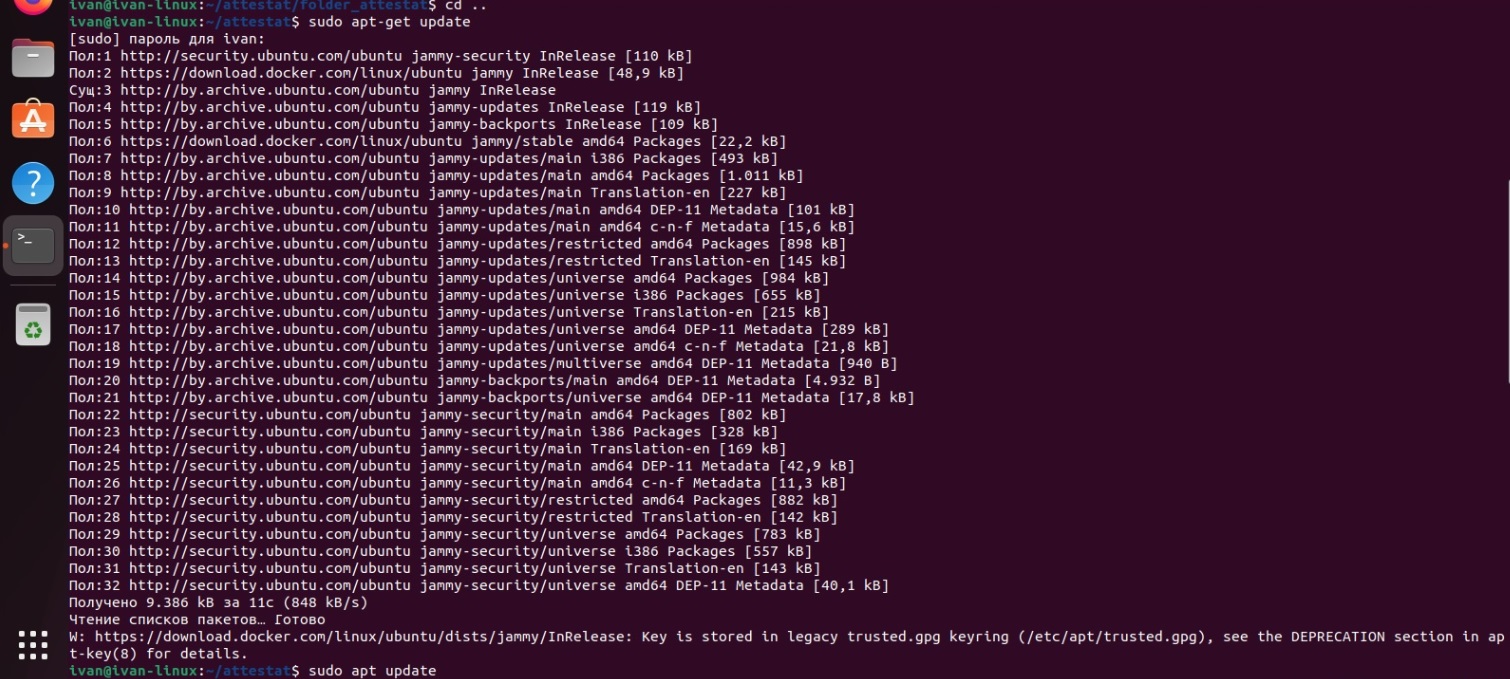 ivan@ivan-linux:~/attestat/folder_attestat$ cd ..
ivan@ivan-linux:~/attestat$ sudo apt-get update
[sudo] пароль для ivan:
Пол:1 http://security.ubuntu.com/ubuntu jammy-security InRelease [110 kB]
Пол:2 https://download.docker.com/linux/ubuntu jammy InRelease [48,9 kB]
Сущ:3 http://by.archive.ubuntu.com/ubuntu jammy InRelease
Пол:4 http://by.archive.ubuntu.com/ubuntu jammy-updates InRelease [119 kB]
Пол:5 http://by.archive.ubuntu.com/ubuntu jammy-backports InRelease [109 kB]
Пол:6 https://download.docker.com/linux/ubuntu jammy/stable amd64 Packages [22,2 kB]
Пол:7 http://by.archive.ubuntu.com/ubuntu jammy-updates/main i386 Packages [493 kB]
Пол:8 http://by.archive.ubuntu.com/ubuntu jammy-updates/main amd64 Packages [1.011 kB]
Пол:9 http://by.archive.ubuntu.com/ubuntu jammy-updates/main Translation-en [227 kB]
Пол:10 http://by.archive.ubuntu.com/ubuntu jammy-updates/main amd64 DEP-11 Metadata [101 kB]
Пол:11 http://by.archive.ubuntu.com/ubuntu jammy-updates/main amd64 c-n-f Metadata [15,6 kB]
Пол:12 http://by.archive.ubuntu.com/ubuntu jammy-updates/restricted amd64 Packages [898 kB]
Пол:13 http://by.archive.ubuntu.com/ubuntu jammy-updates/restricted Translation-en [145 kB]
Пол:14 http://by.archive.ubuntu.com/ubuntu jammy-updates/universe amd64 Packages [984 kB]
Пол:15 http://by.archive.ubuntu.com/ubuntu jammy-updates/universe i386 Packages [655 kB]
Пол:16 http://by.archive.ubuntu.com/ubuntu jammy-updates/universe Translation-en [215 kB]
Пол:17 http://by.archive.ubuntu.com/ubuntu jammy-updates/universe amd64 DEP-11 Metadata [289 kB]
Пол:18 http://by.archive.ubuntu.com/ubuntu jammy-updates/universe amd64 c-n-f Metadata [21,8 kB]
Пол:19 http://by.archive.ubuntu.com/ubuntu jammy-updates/multiverse amd64 DEP-11 Metadata [940 B]
Пол:20 http://by.archive.ubuntu.com/ubuntu jammy-backports/main amd64 DEP-11 Metadata [4.932 B]
Пол:21 http://by.archive.ubuntu.com/ubuntu jammy-backports/universe amd64 DEP-11 Metadata [17,8 kB]
Пол:22 http://security.ubuntu.com/ubuntu jammy-security/main amd64 Packages [802 kB]
Пол:23 http://security.ubuntu.com/ubuntu jammy-security/main i386 Packages [328 kB]
Пол:24 http://security.ubuntu.com/ubuntu jammy-security/main Translation-en [169 kB]
Пол:25 http://security.ubuntu.com/ubuntu jammy-security/main amd64 DEP-11 Metadata [42,9 kB]
Пол:26 http://security.ubuntu.com/ubuntu jammy-security/main amd64 c-n-f Metadata [11,3 kB]
Пол:27 http://security.ubuntu.com/ubuntu jammy-security/restricted amd64 Packages [882 kB]
Пол:28 http://security.ubuntu.com/ubuntu jammy-security/restricted Translation-en [142 kB]
Пол:29 http://security.ubuntu.com/ubuntu jammy-security/universe amd64 Packages [783 kB]
Пол:30 http://security.ubuntu.com/ubuntu jammy-security/universe i386 Packages [557 kB]
Пол:31 http://security.ubuntu.com/ubuntu jammy-security/universe Translation-en [143 kB]
Пол:32 http://security.ubuntu.com/ubuntu jammy-security/universe amd64 DEP-11 Metadata [40,1 kB]
Получено 9.386 kB за 11с (848 kB/s)
Чтение списков пакетов… Готово
W: https://download.docker.com/linux/ubuntu/dists/jammy/InRelease: Key is stored in legacy trusted.gpg keyring (/etc/apt/trusted.gpg), see the DEPRECATION section in ap
t-key(8) for details.
ivan@ivan-linux:~/attestat$ sudo apt update